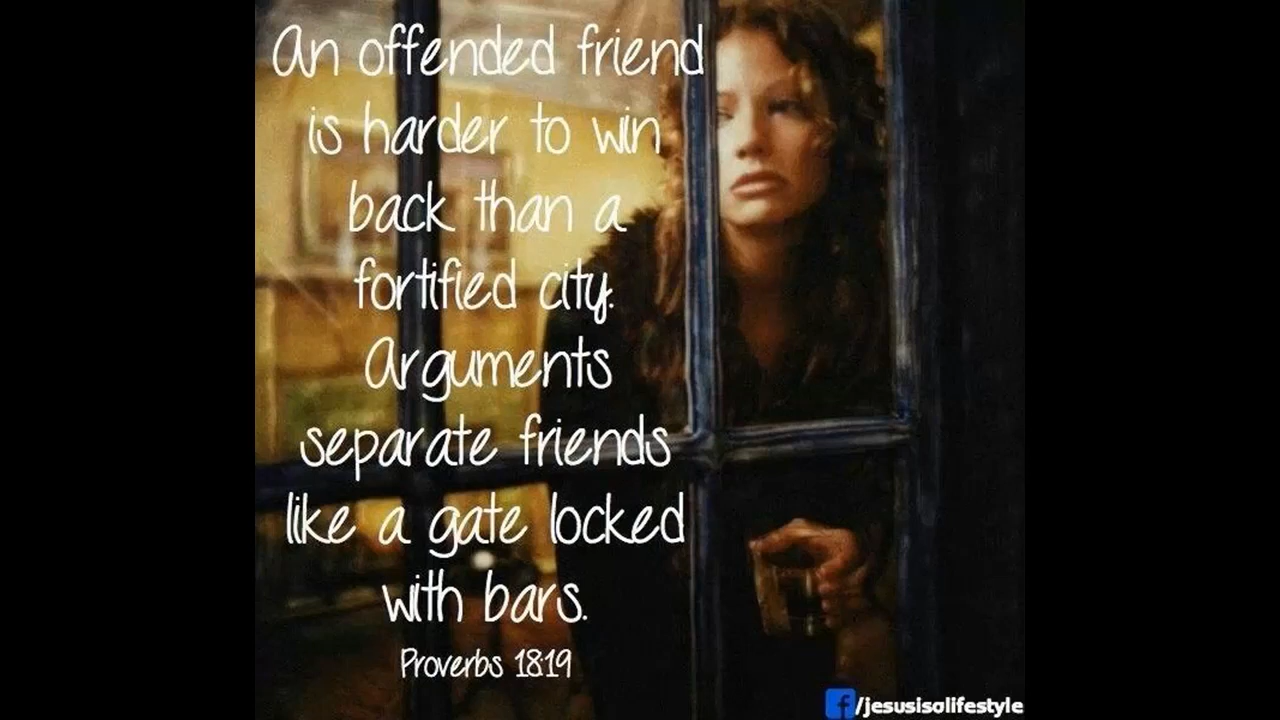 An offended friend
is harder to win
back than a
fortified city.
Arguments
separate friends
like a gate locked
with bars.
Proverbs 18:19
f/jesusisalifestyle